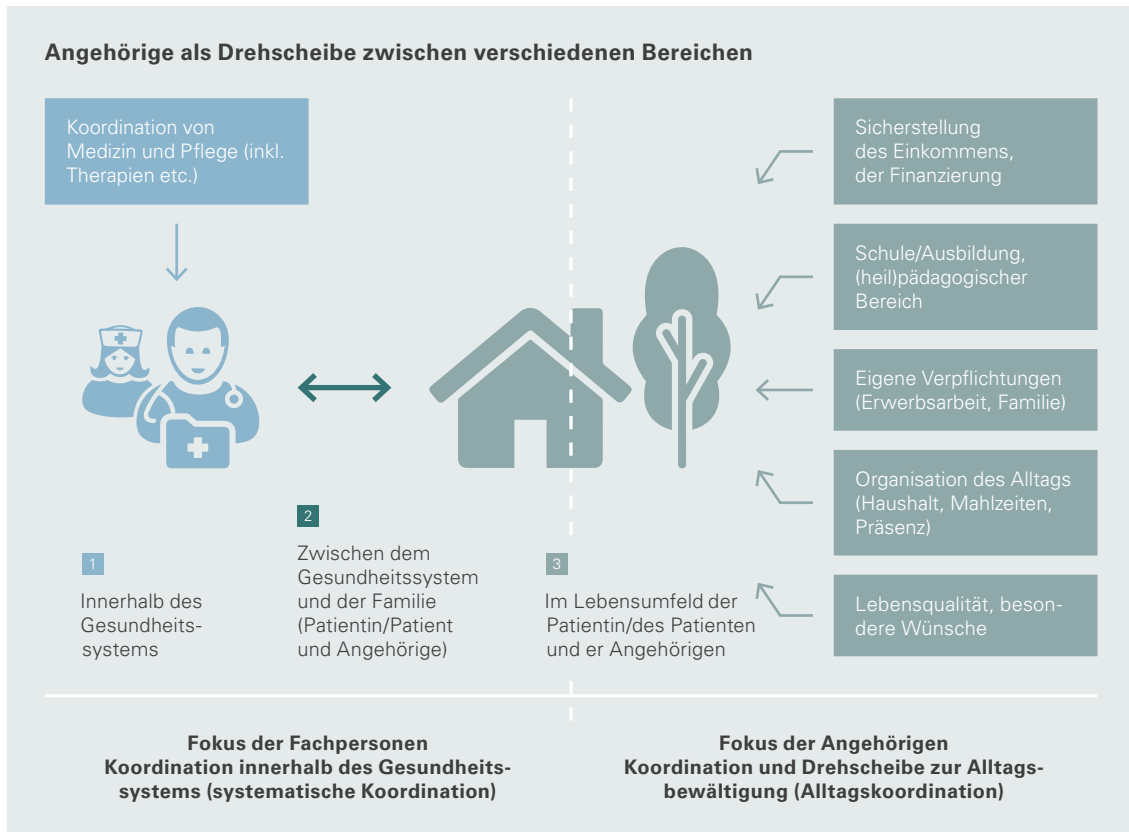 Angehörige als Drehscheibe zwischen verschiedenen Bereichen
Koordination von
Medizin und Pflege (inkl.
Therapien etc.)
Sicherstellung
des Einkommens,
der Finanzierung
Schule/Ausbildung,
(heil)pädagogischer
Bereich
Eigene Verpflichtungen
(Erwerbsarbeit, Familie)
Organisation des Alltags
(Haushalt, Mahlzeiten,
Präsenz)
Lebensqualität, beson-
dere Wünsche
1
Innerhalb des
Gesundheits-
systems
2
Zwischen dem
Gesundheitssystem
und der Familie
(Patientin/Patient
und Angehörige)
3
Im Lebensumfeld der
Patientin/des Patienten
und er Angehörigen
Fokus der Fachpersonen
Koordination innerhalb des Gesundheits-
systems (systematische Koordination)
Fokus der Angehörigen
Koordination und Drehscheibe zur Alltags-
bewältigung (Alltagskoordination)